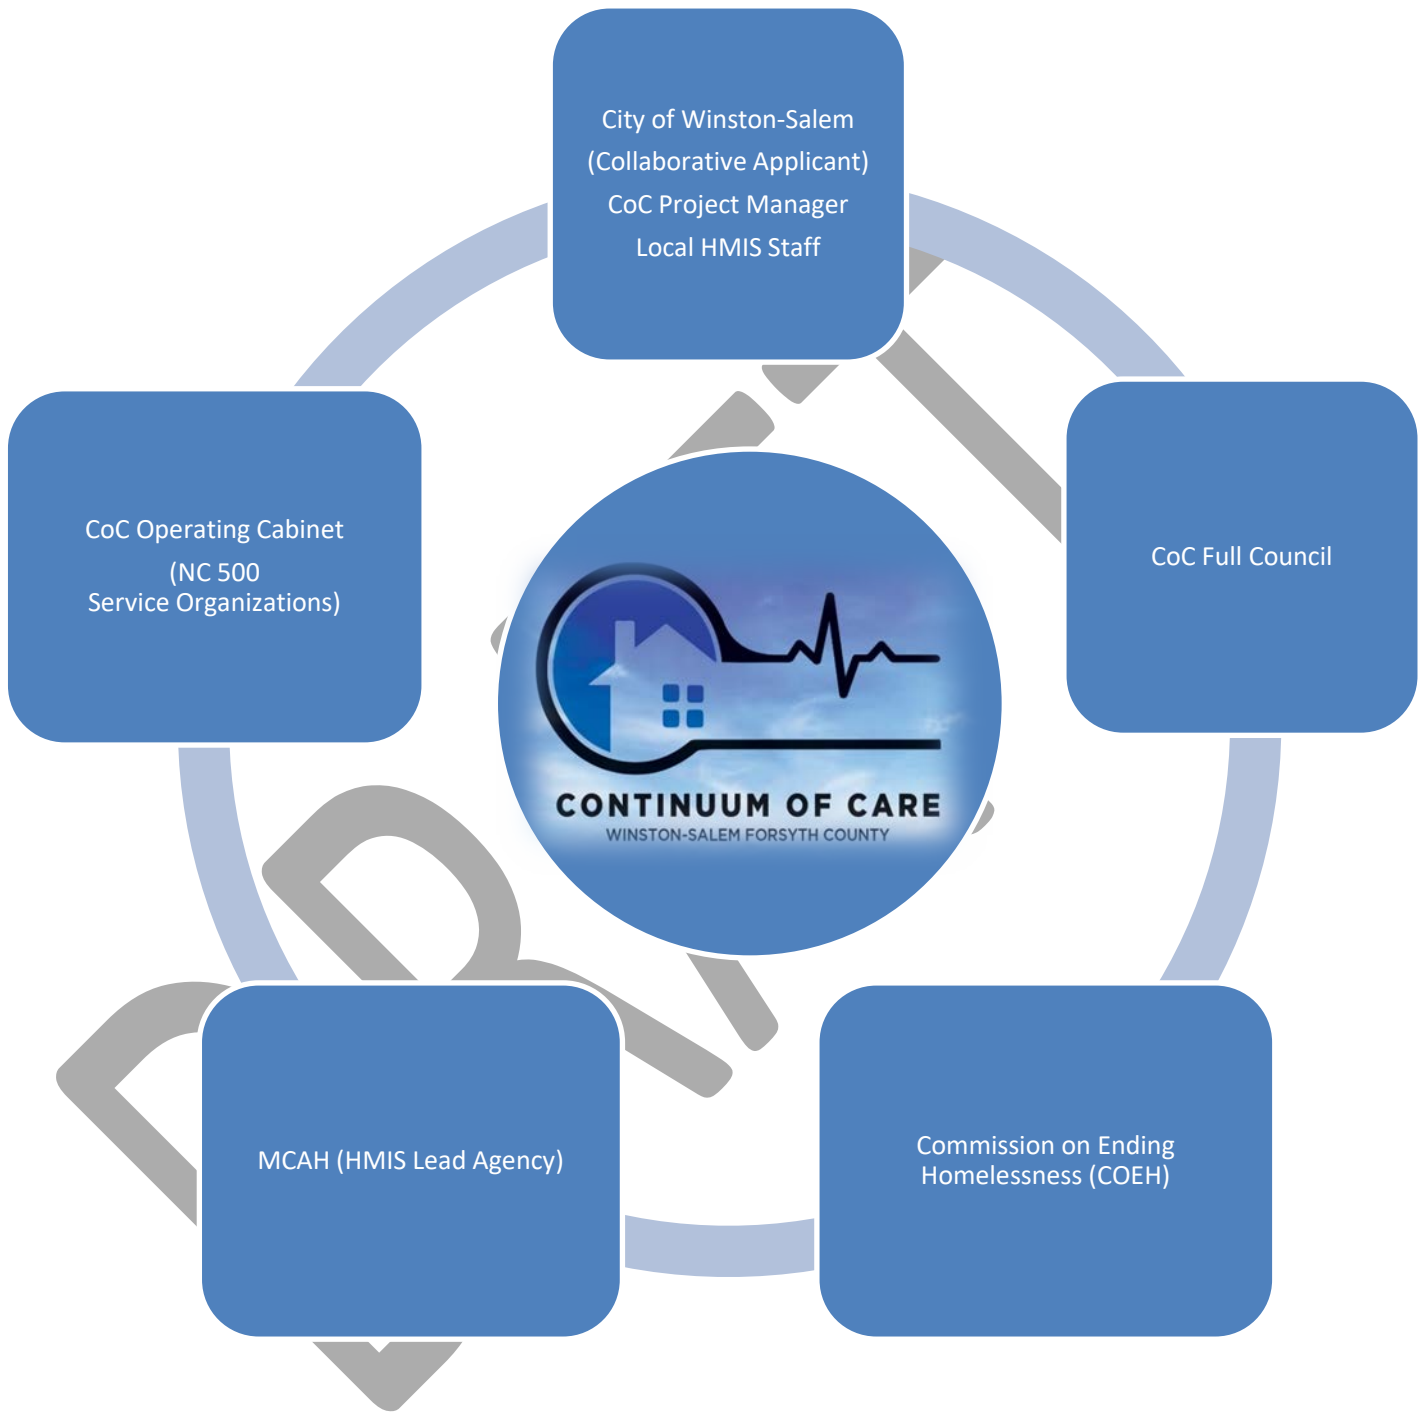 City of Winston-Salem
(Collaborative Applicant)
CoC Project Manager
Local HMIS Staff
CoC Operating Cabinet
(NC 500
Service Organizations)
CoC Full Council
CONTINUUM OF CARE
WINSTON-SALEM FORSYTH COUNTY
MCAH (HMIS Lead Agency)
Commission on Ending
Homelessness (COEH)
DRAFT